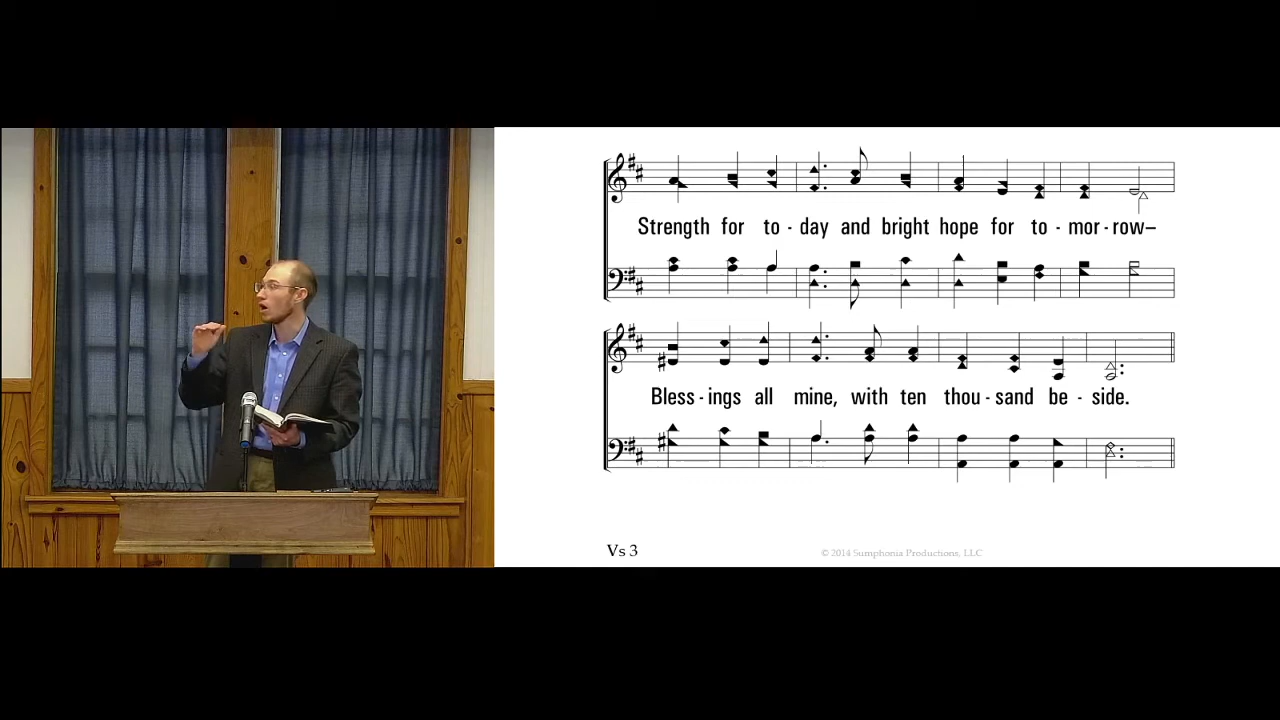 Strength for to - day and bright hope for to - mor - row–
Bless - ings all mine, with ten thou - sand be - side.
Vs 3
© 2014 Sumphonia Productions, LLC